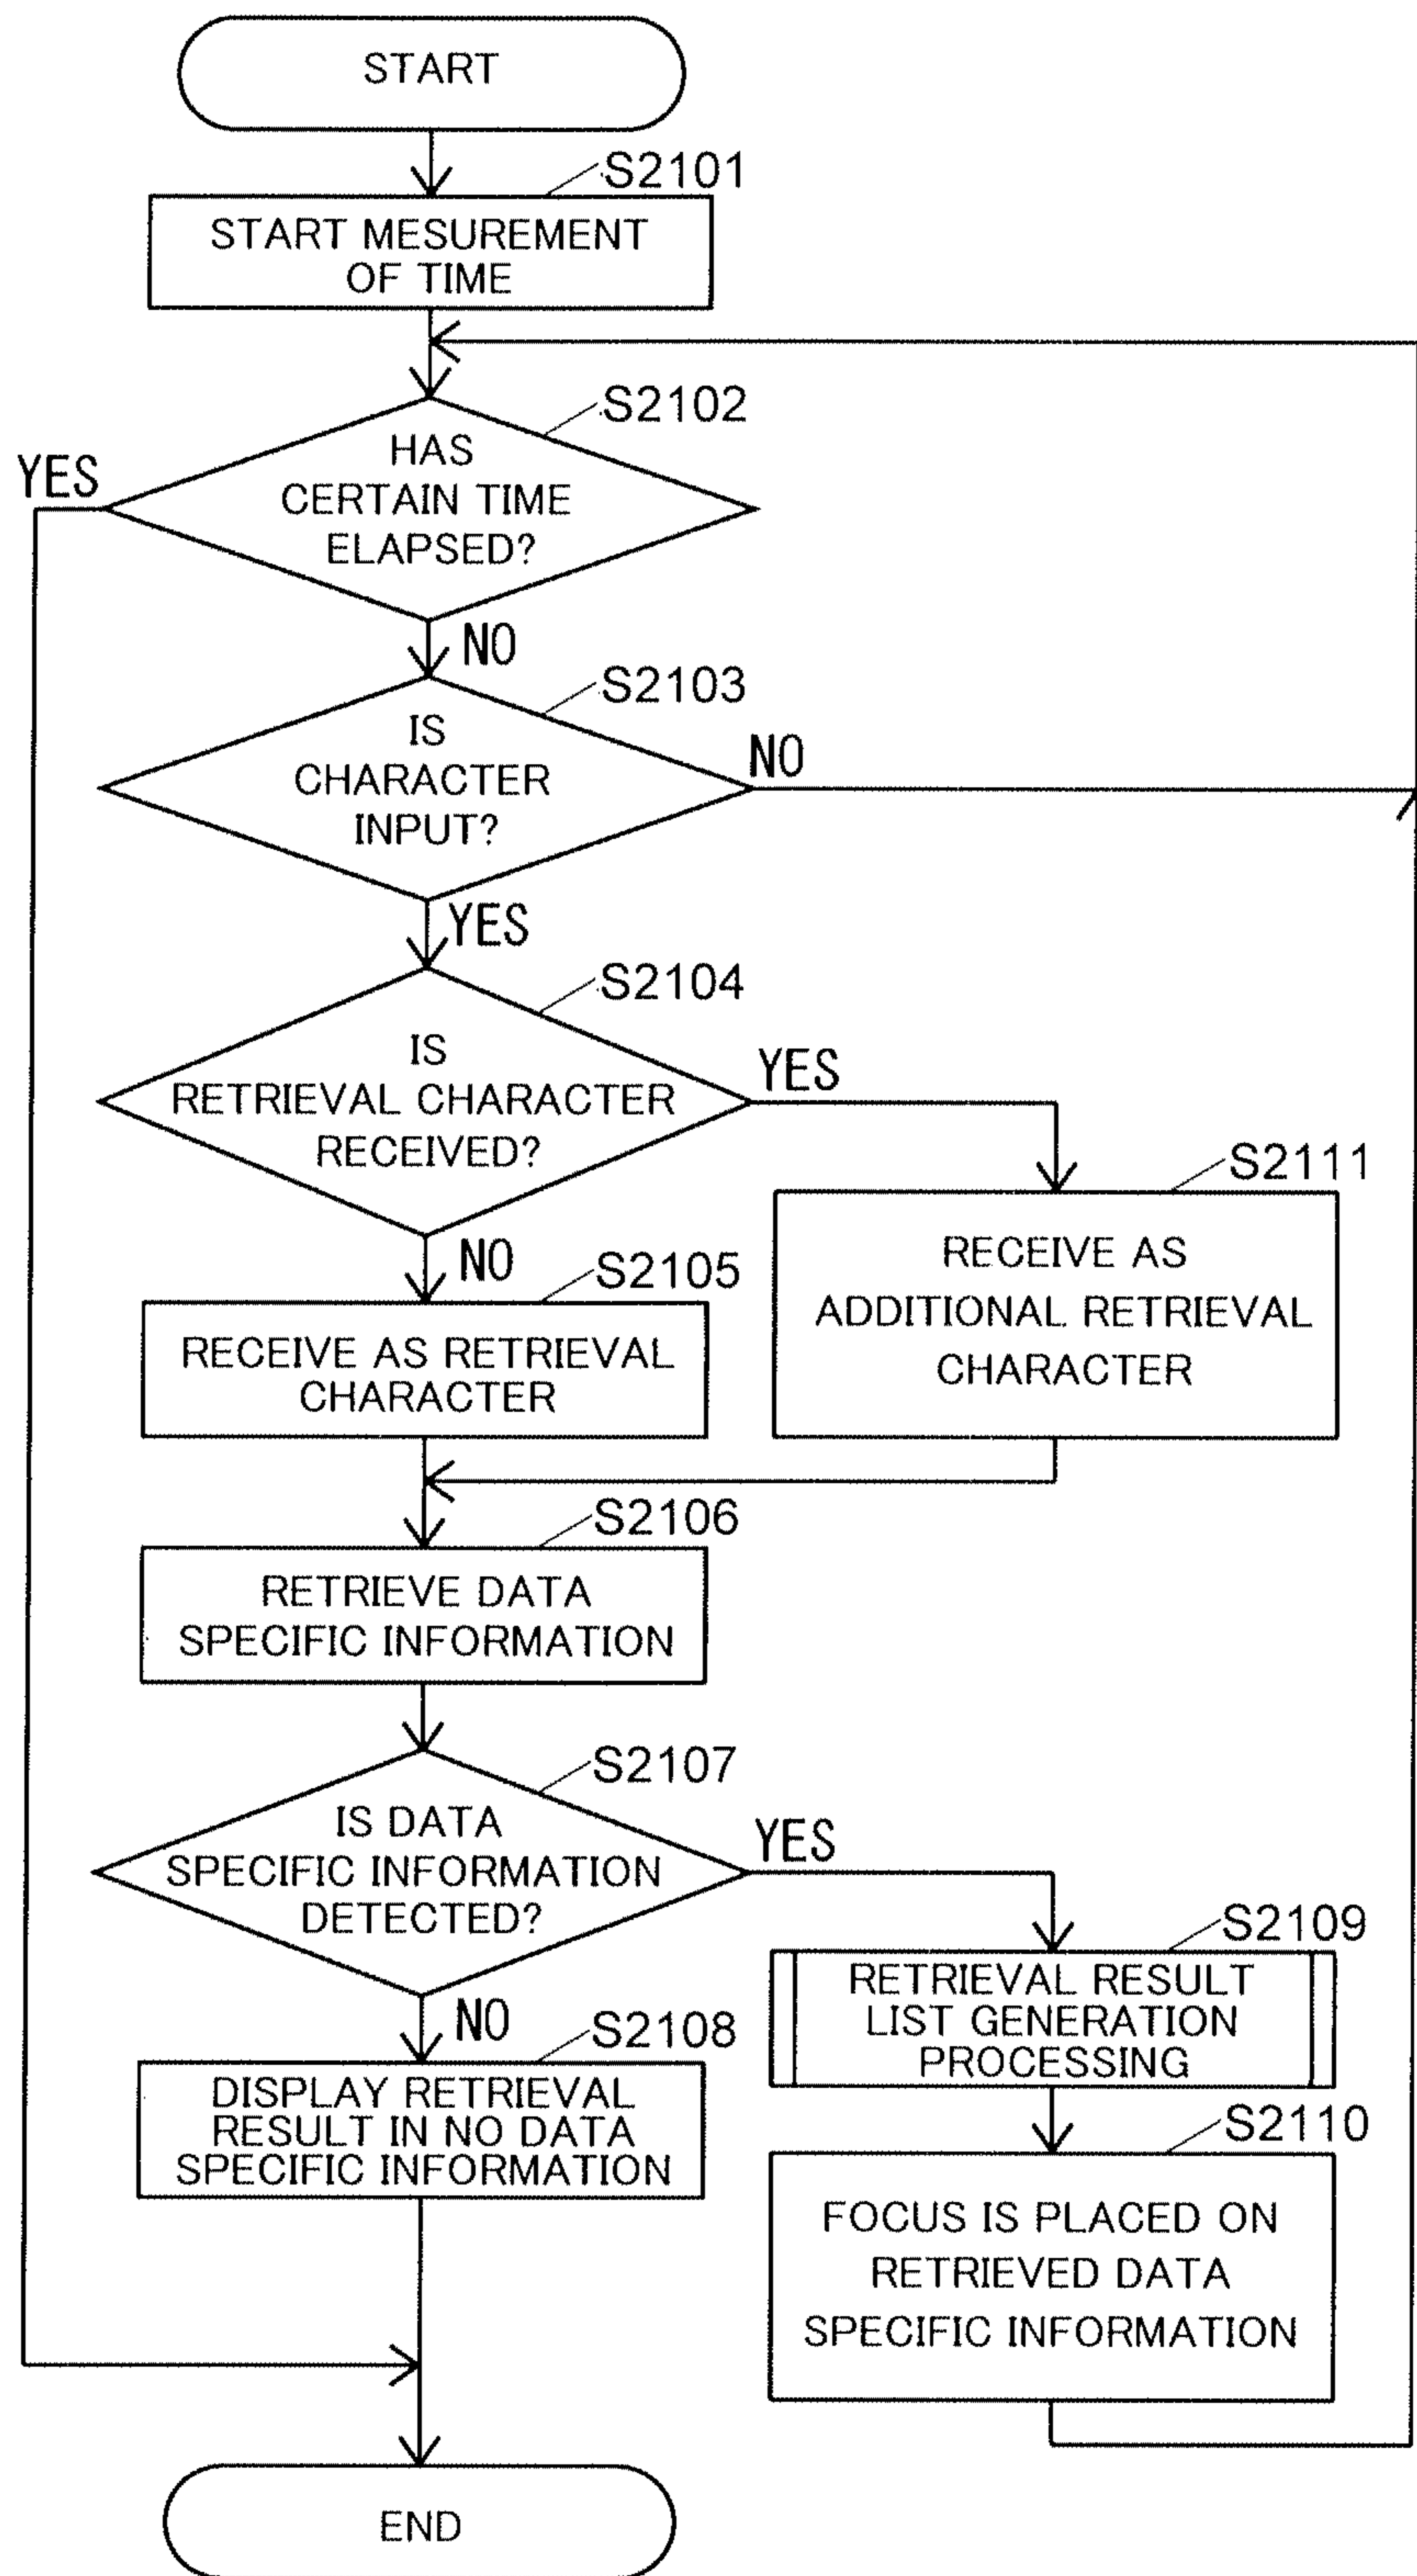 START
S2101
START MESUREMENT
OF TIME
S2102
HAS
CERTAIN TIME
ELAPSED?
YES
NO
S2103
IS
CHARACTER
INPUT?
NO
YES
S2104
IS
RETRIEVAL CHARACTER
RECEIVED?
YES
NO
S2111
RECEIVE AS
ADDITIONAL RETRIEVAL
CHARACTER
S2105
RECEIVE AS RETRIEVAL
CHARACTER
S2106
RETRIEVE DATA
SPECIFIC INFORMATION
S2107
IS DATA
SPECIFIC INFORMATION
DETECTED?
YES
NO
S2109
RETRIEVAL RESULT
LIST GENERATION
PROCESSING
S2108
DISPLAY RETRIEVAL
RESULT IN NO DATA
SPECIFIC INFORMATION
S2110
FOCUS IS PLACED ON
RETRIEVED DATA
SPECIFIC INFORMATION
END